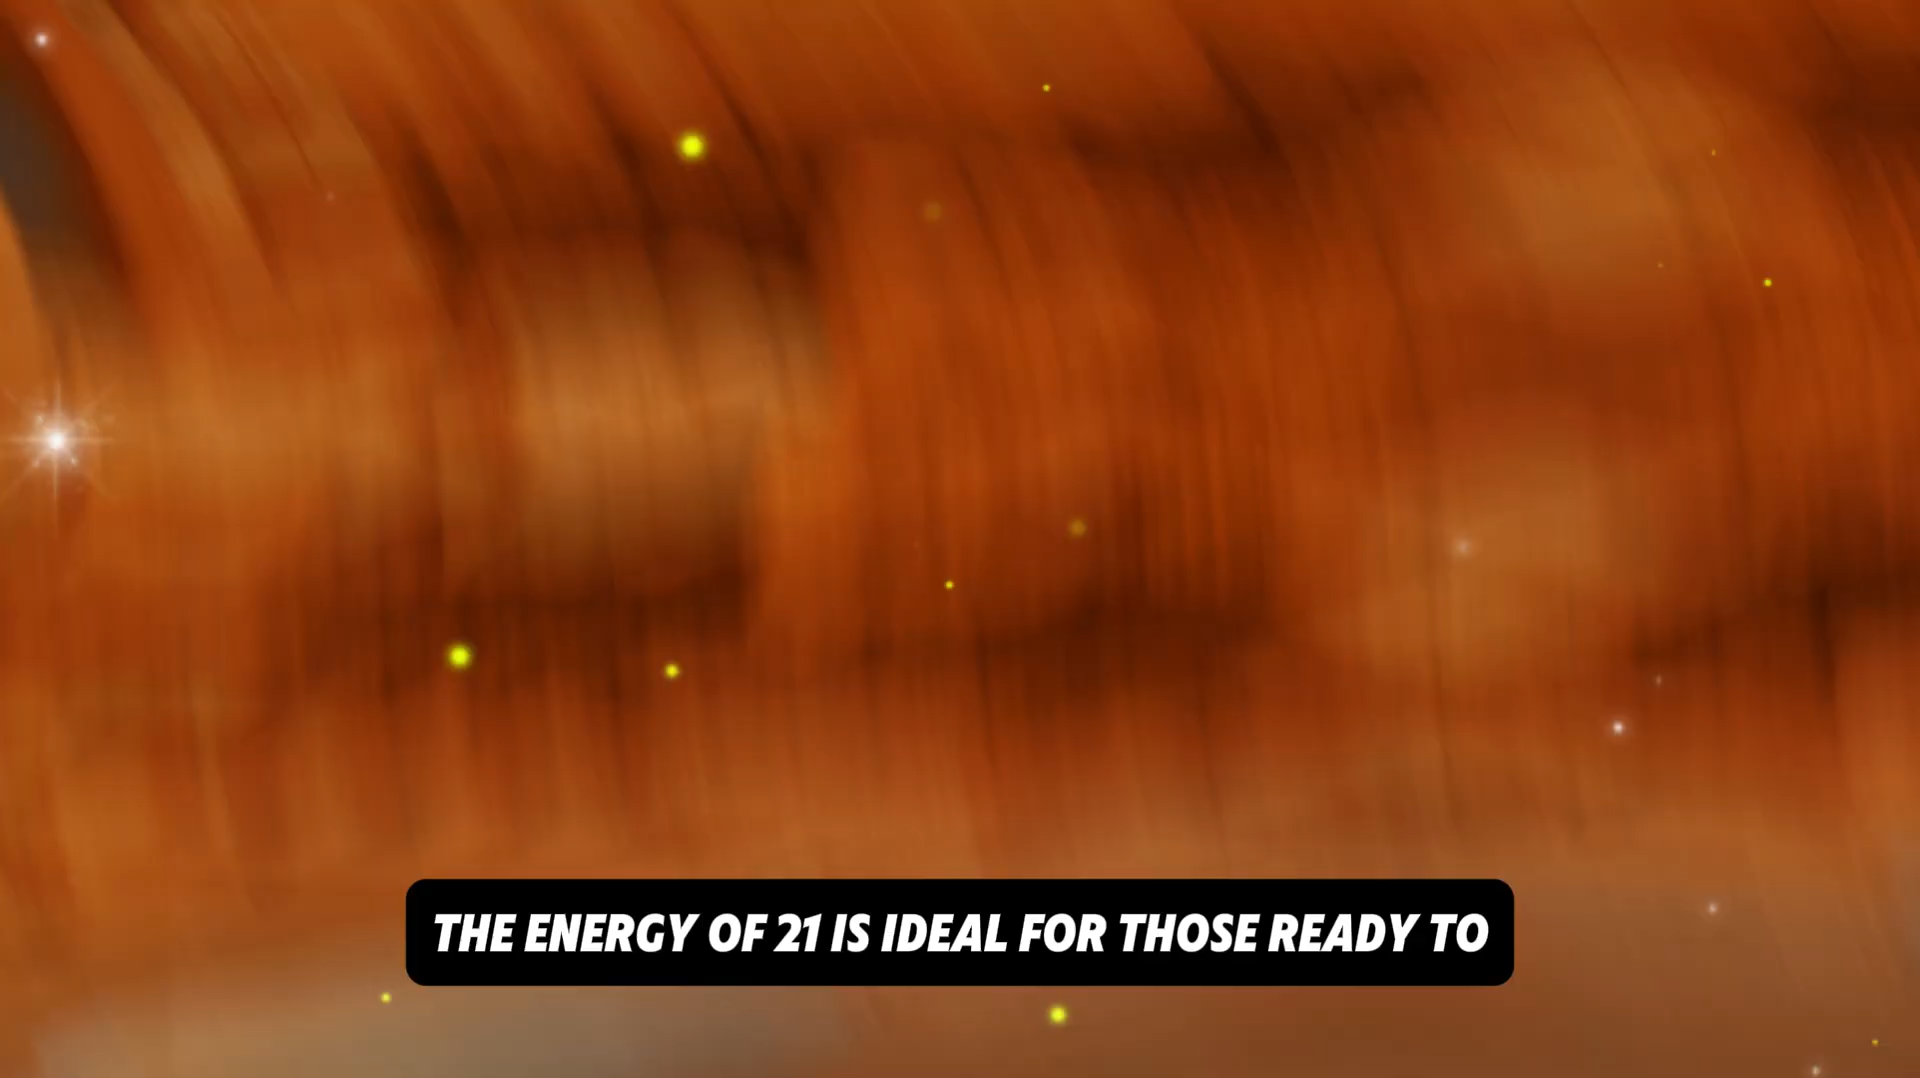 THE ENERGY OF 21 IS IDEAL FOR THOSE READY TO